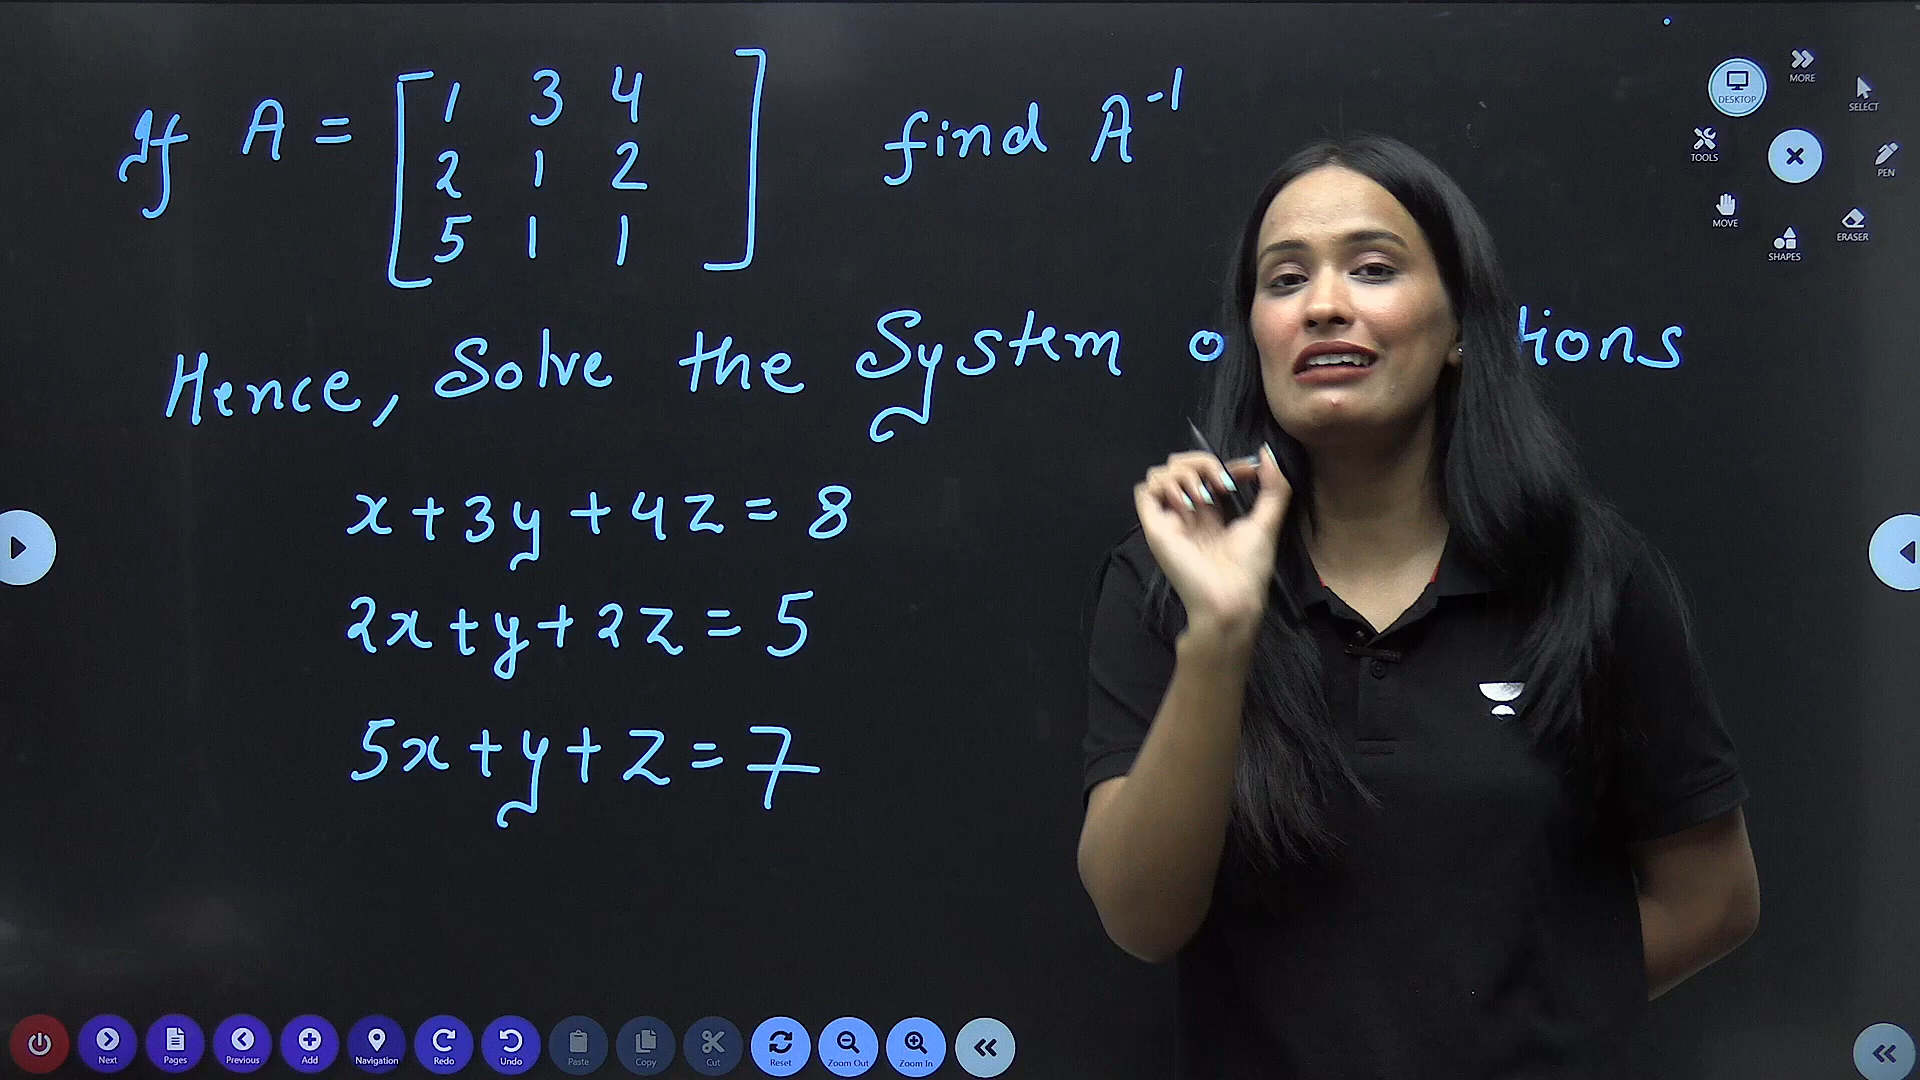 If A = [1 3 4 find A⁻¹
2 1 2
5 1 1]
Hence, Solve the System
x + 3y + 4z = 8
2x + y + 2z = 5
5x + y + z = 7
MORE
DESKTOP
SELECT
TOOLS
PEN
MOVE
ERASER
SHAPES
Next Pages Previous Add Navigation Redo Undo Paste Copy Cut Reset Zoom Out Zoom In